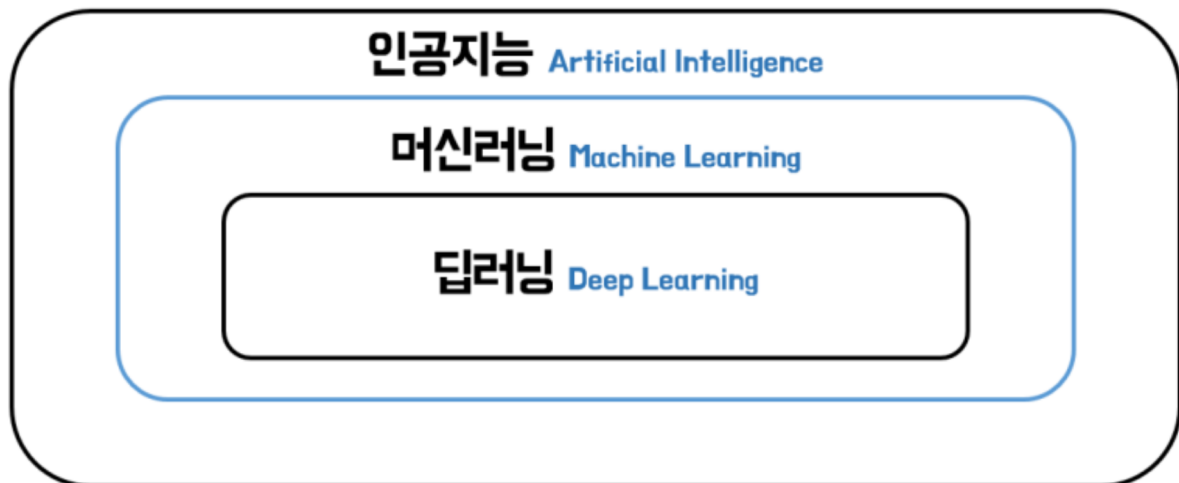 인공지능 Artificial Intelligence
머신러닝 Machine Learning
딥러닝 Deep Learning